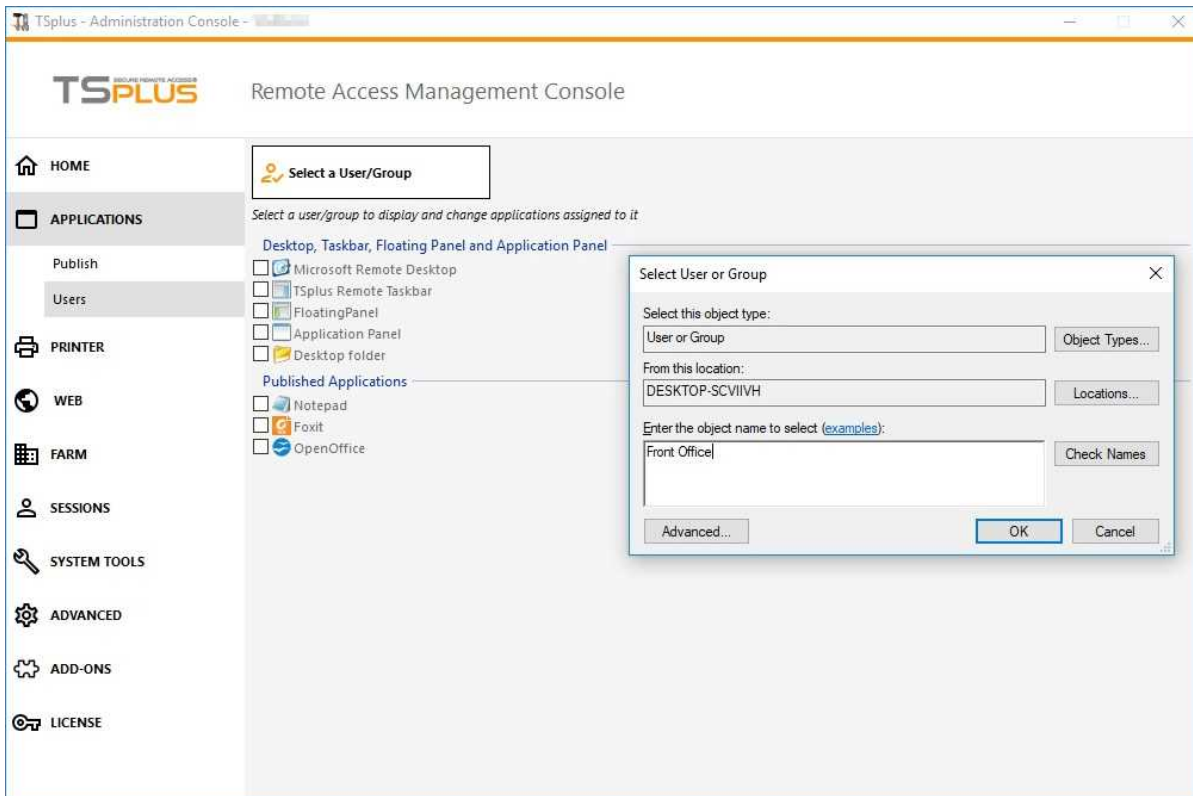 TSplus - Administration Console -
SECURE REMOTE ACCESS
TSPLUS
Remote Access Management Console
HOME
APPLICATIONS
Publish
Users
PRINTER
WEB
FARM
SESSIONS
SYSTEM TOOLS
ADVANCED
ADD-ONS
LICENSE
Select a User/Group
Select a user/group to display and change applications assigned to it
Desktop, Taskbar, Floating Panel and Application Panel
Microsoft Remote Desktop
TSplus Remote Taskbar
FloatingPanel
Application Panel
Desktop folder
Published Applications
Notepad
Foxit
OpenOffice
Select User or Group
Select this object type:
User or Group
Object Types...
From this location:
DESKTOP-SCVIIVH
Locations...
Enter the object name to select (examples):
Front Office
Check Names
Advanced...
OK
Cancel